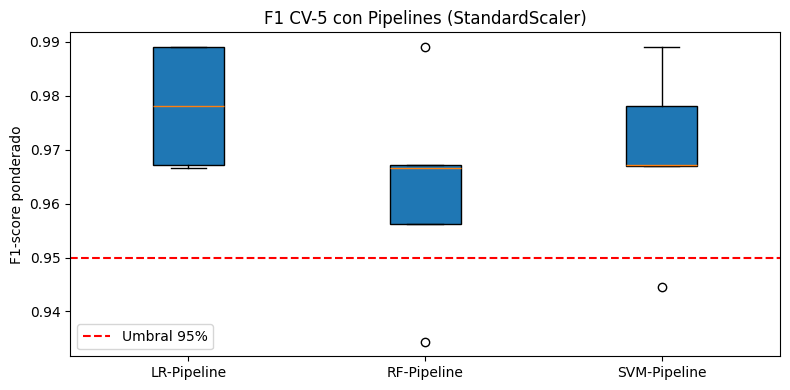 F1 CV-5 con Pipelines (StandardScaler)
F1-score ponderado
0.99
0.98
0.97
0.96
0.95
0.94
Umbral 95%
LR-Pipeline
RF-Pipeline
SVM-Pipeline